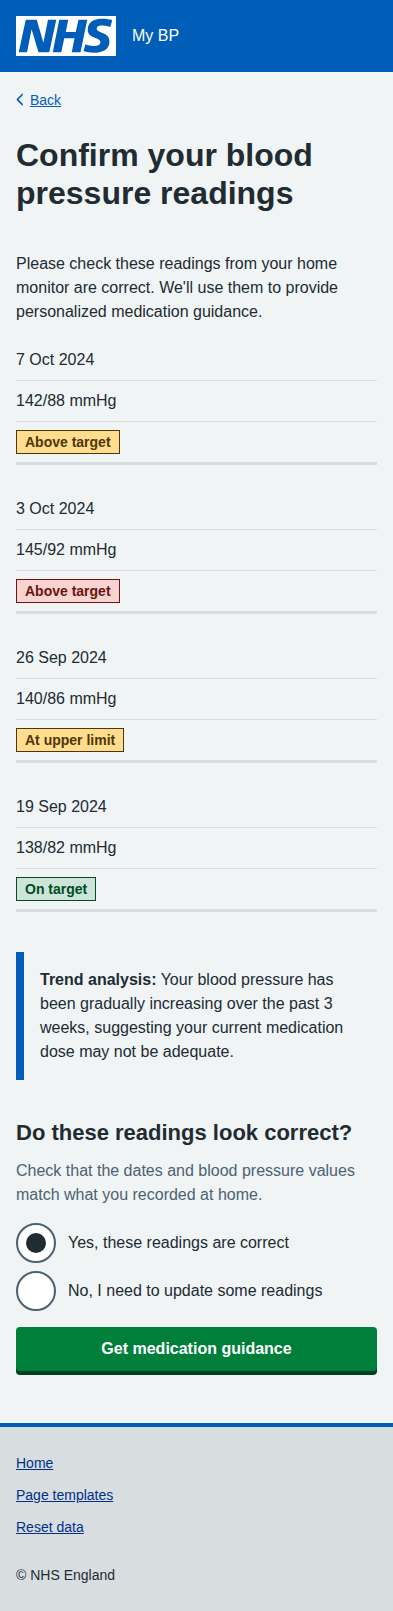 NHS My BP
Back
Confirm your blood
pressure readings
Please check these readings from your home
monitor are correct. We'll use them to provide
personalized medication guidance.
7 Oct 2024
142/88 mmHg
Above target
3 Oct 2024
145/92 mmHg
Above target
26 Sep 2024
140/86 mmHg
At upper limit
19 Sep 2024
138/82 mmHg
On target
Trend analysis: Your blood pressure has
been gradually increasing over the past 3
weeks, suggesting your current medication
dose may not be adequate.
Do these readings look correct?
Check that the dates and blood pressure values
match what you recorded at home.
Yes, these readings are correct
No, I need to update some readings
Get medication guidance
Home
Page templates
Reset data
© NHS England